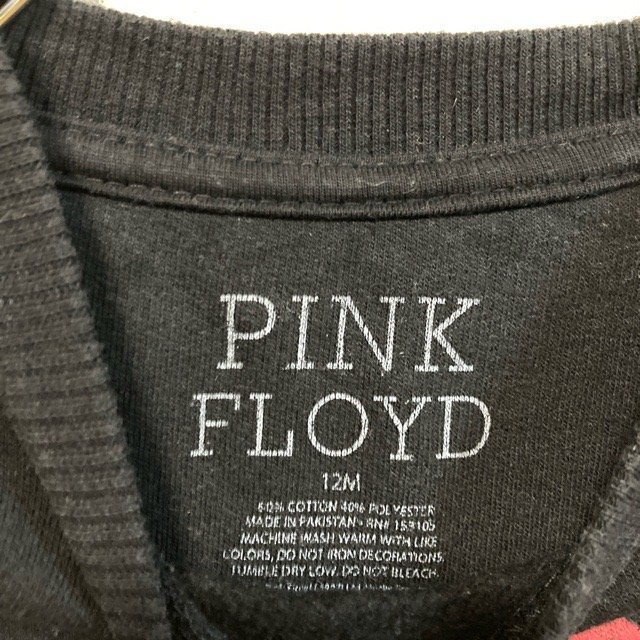 PINK
FLOYD
12M
60% COTTON 40% POLYESTER
MADE IN PAKISTAN • RN# 153105
MACHINE WASH WARM WITH LIKE
COLORS, DO NOT IRON DECORATIONS,
TUMBLE DRY LOW, DO NOT BLEACH.